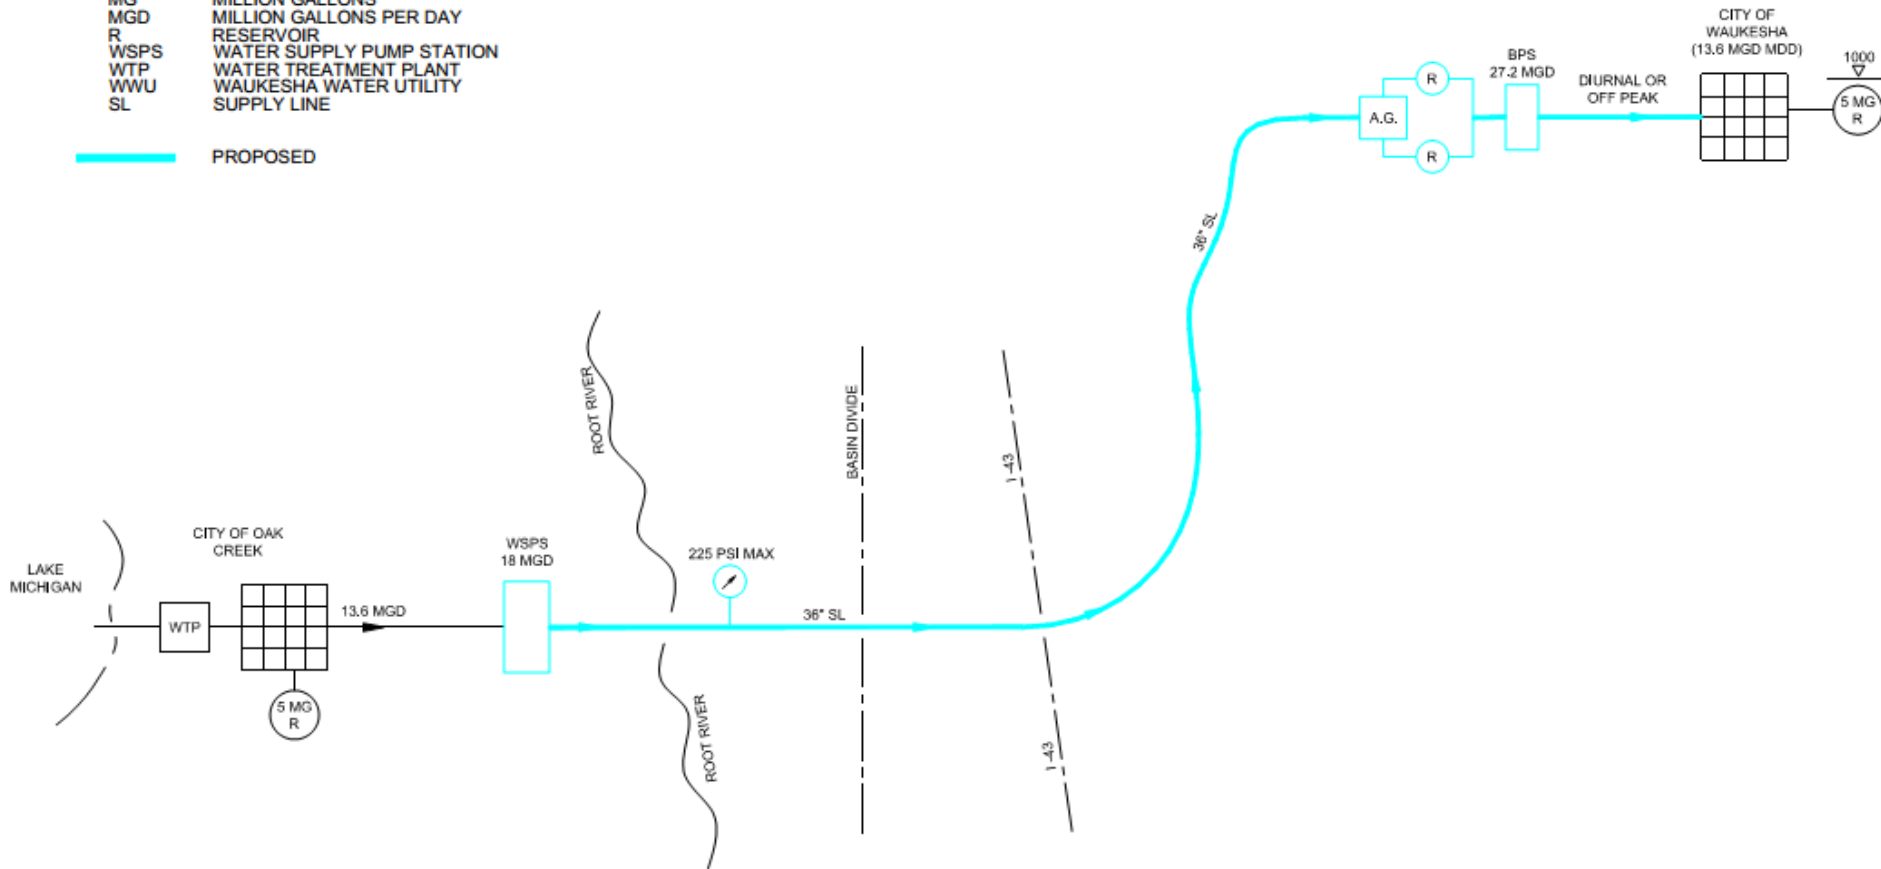 MG MILLION GALLONS
MGD MILLION GALLONS PER DAY
R RESERVOIR
WSPS WATER SUPPLY PUMP STATION
WTP WATER TREATMENT PLANT
WWU WAUKESHA WATER UTILITY
SL SUPPLY LINE
PROPOSED
CITY OF
WAUKESHA
(13.6 MGD MDD)
1000
5 MG
R
BPS
27.2 MGD
DIURNAL OR
OFF PEAK
R
A.G.
R
36" SL
ROOT RIVER
BASIN DIVIDE
I-43
CITY OF OAK
CREEK
WSPS
18 MGD
225 PSI MAX
LAKE
MICHIGAN
WTP
13.6 MGD
36" SL
5 MG
R
ROOT RIVER
I-43